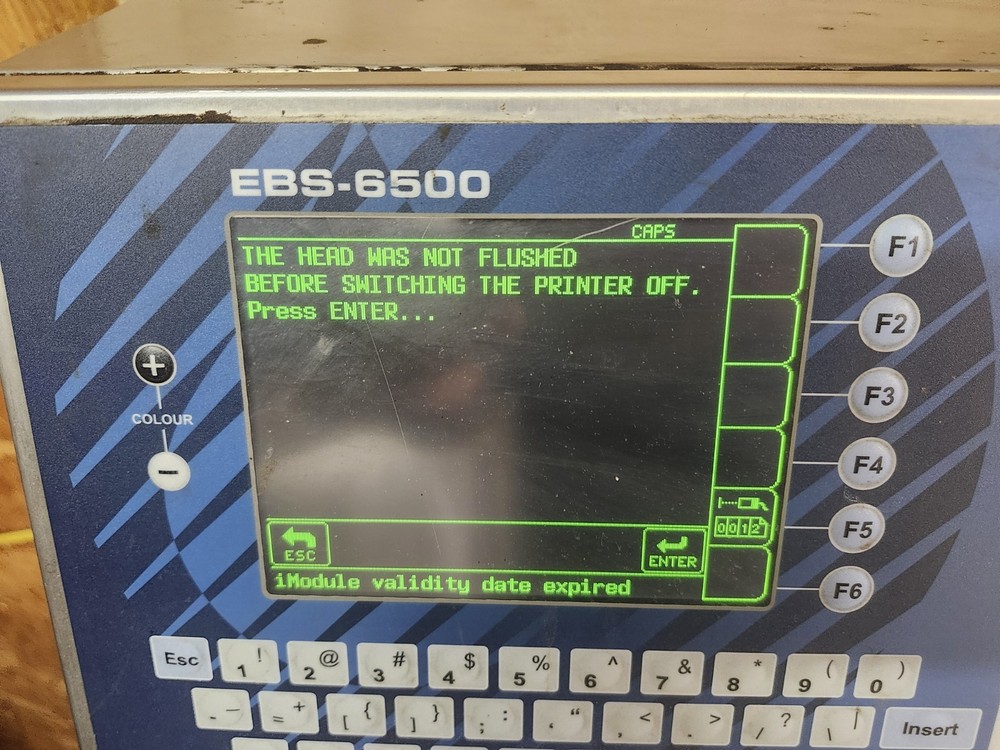 EBS-6500
CAPS
THE HEAD WAS NOT FLUSHED
BEFORE SWITCHING THE PRINTER OFF.
Press ENTER...
F1
F2
F3
F4
F5
F6
+
COLOUR
-
0012
ESC
ENTER
iModule validity date expired
Esc 1 ! 2 @ 3 # 4 $ 5 % 6 ^ 7 & 8 * 9 ( 0 )
- _ = + [ { ] } ; : ‘ “ , < . > / ? \ | Insert